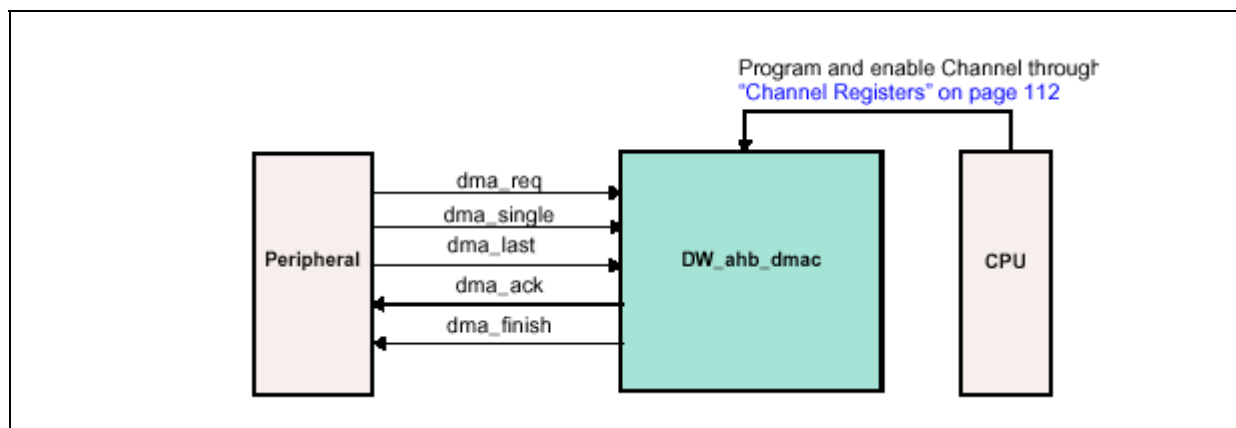 Program and enable Channel through
"Channel Registers" on page 112
dma_req
dma_single
dma_last
Peripheral
DW_ahb_dmac
CPU
dma_ack
dma_finish